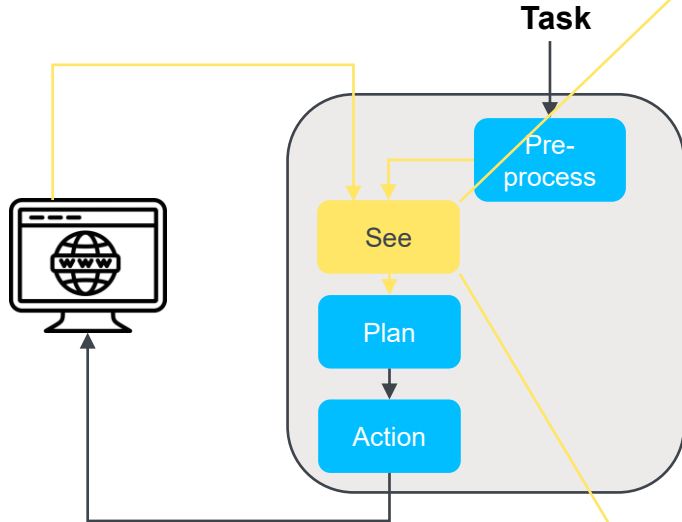 Task
Pre-
process
See
WWW
Plan
Action